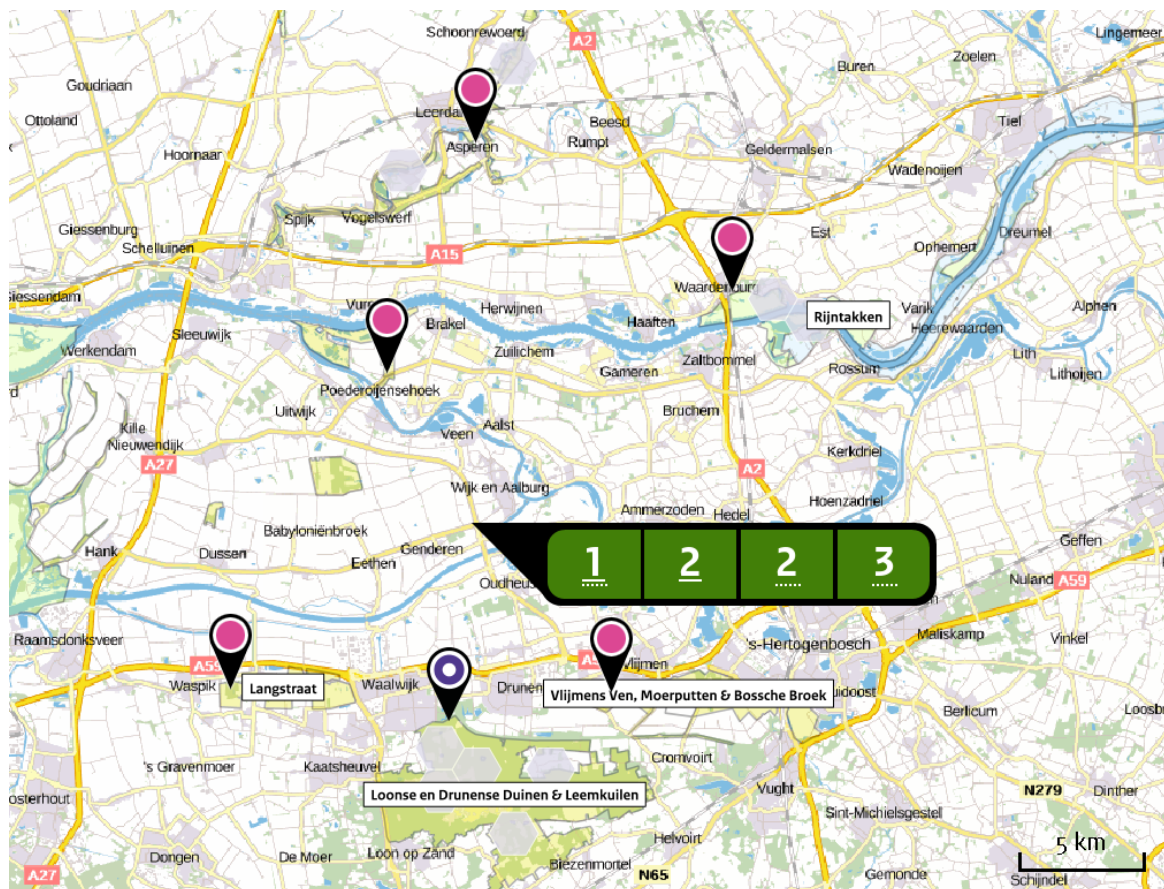 Schoonrewoerd
A2
Lingemeer
Zoelen
Buren
Goudriaan
Ottoland
Leerda
Beesd
Tiel
Asperen
Rumpt
Geldermalsen
Hoornaar
Wadenoijen
Spijk
Vogelswerf
Giessenburg
Est
Dreumel
Schelluinen
A15
Ophemert
Waardenburg
Giessendam
Vuren
Herwijnen
Varik
Alphen
Rijntakken
Brakel
Haaften
Heerewaarden
Sleeuwijk
Werkendam
Zuilichem
Zaltbommel
Lith
Gameren
Rossum
Lithoijen
rd
Poederoijensehoek
Uitwijk
Bruchem
Kille
Nieuwendijk
Aalst
Veen
Kerkdriel
A27
A2
Wijk en Aalburg
Hoenzadriel
Ammerzoden
Hedel
Babyloniënbroek
Geffen
Hank
Dussen
Genderen
Eethen
1 2 2 3
Oudheus
Nuland
A59
Raamsdonksveer
's-Hertogenbosch
Maliskamp
Vinkel
A59
Vlijmen
Waspik
Langstraat
Waalwijk
Drunen
Vlijmens Ven, Moerputten & Bossche Broek
Berlicum
Loosb
's Gravenmoer
Kaatsheuvel
Cromvoirt
Loonse en Drunense Duinen & Leemkuilen
Vught
N279
Dinther
Oosterhout
Sint-Michielsgestel
Helvoirt
5 km
Dongen
De Moer
Loon op Zand
Biezenmortel
N65
Gemonde
Schijndel
A27